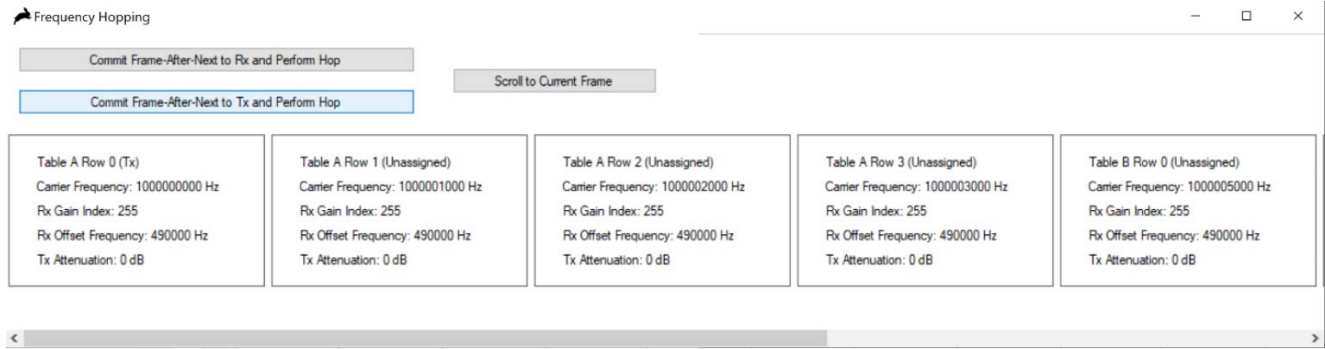 Frequency Hopping
Commit Frame-After-Next to Rx and Perform Hop
Scroll to Current Frame
Commit Frame-After-Next to Tx and Perform Hop
Table A Row 0 (Tx)
Carrier Frequency: 1000000000 Hz
Rx Gain Index: 255
Rx Offset Frequency: 490000 Hz
Tx Attenuation: 0 dB
Table A Row 1 (Unassigned)
Carrier Frequency: 1000001000 Hz
Rx Gain Index: 255
Rx Offset Frequency: 490000 Hz
Tx Attenuation: 0 dB
Table A Row 2 (Unassigned)
Carrier Frequency: 1000002000 Hz
Rx Gain Index: 255
Rx Offset Frequency: 490000 Hz
Tx Attenuation: 0 dB
Table A Row 3 (Unassigned)
Carrier Frequency: 1000003000 Hz
Rx Gain Index: 255
Rx Offset Frequency: 490000 Hz
Tx Attenuation: 0 dB
Table B Row 0 (Unassigned)
Carrier Frequency: 1000005000 Hz
Rx Gain Index: 255
Rx Offset Frequency: 490000 Hz
Tx Attenuation: 0 dB